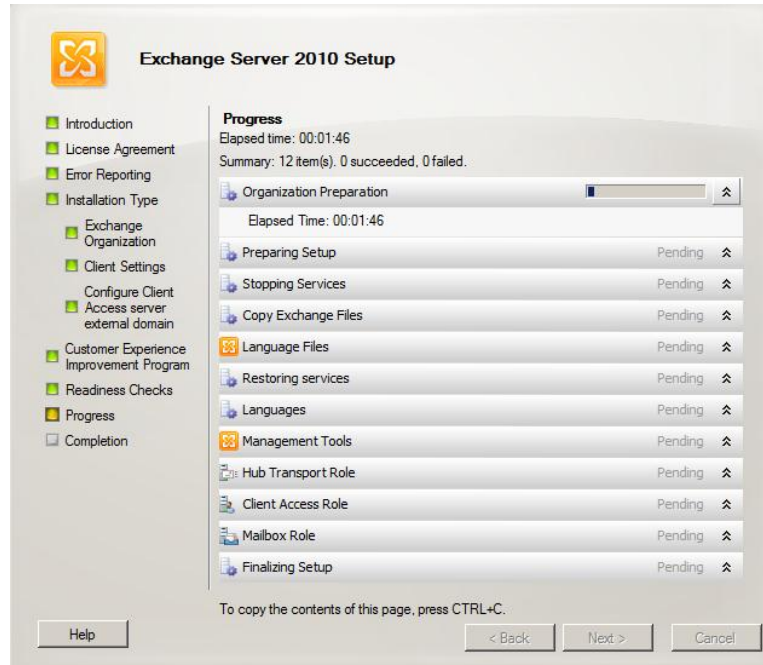 Exchange Server 2010 Setup
Introduction
License Agreement
Error Reporting
Installation Type
Exchange
Organization
Client Settings
Configure Client
Access server
external domain
Customer Experience
Improvement Program
Readiness Checks
Progress
Completion
Progress
Elapsed time: 00:01:46
Summary: 12 item(s). 0 succeeded, 0 failed.
Organization Preparation
Elapsed Time: 00:01:46
Preparing Setup Pending
Stopping Services Pending
Copy Exchange Files Pending
Language Files Pending
Restoring services Pending
Languages Pending
Management Tools Pending
Hub Transport Role Pending
Client Access Role Pending
Mailbox Role Pending
Finalizing Setup Pending
To copy the contents of this page, press CTRL+C.
Help < Back Next > Cancel